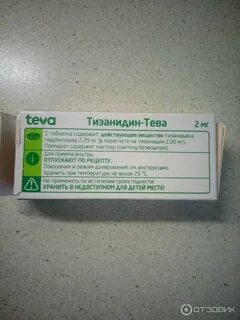 teva Тизанидин-Тева 2 мг
1 таблетка содержит: действующее вещество тизанидина
гидрохлорид 2,29 мг (в пересчете на тизанидин 2,00 мг).
Препарат содержит лактозу (лактозу безводную).
Для приема внутрь.
ОТПУСКАЮТ ПО РЕЦЕПТУ.
Показания и режим дозирования: см. инструкцию.
Хранить при температуре не выше 25 °С.
Не применять по истечении срока годности.
ХРАНИТЬ В НЕДОСТУПНОМ ДЛЯ ДЕТЕЙ МЕСТЕ!
ОТЗОВИК